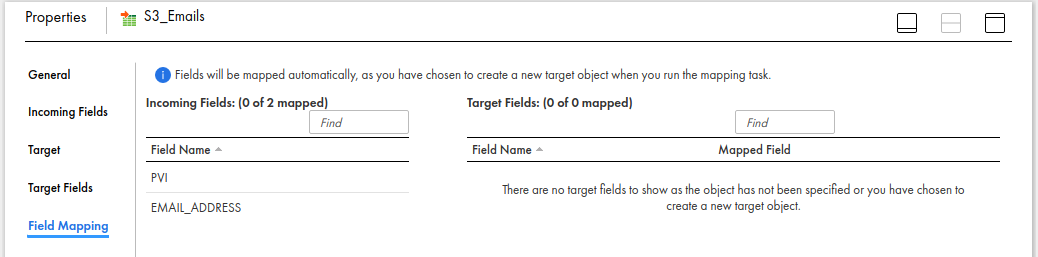 Properties
S3_Emails
General
Incoming Fields
Target
Target Fields
Field Mapping
Fields will be mapped automatically, as you have chosen to create a new target object when you run the mapping task.
Incoming Fields: (0 of 2 mapped)
Find
Field Name
PVI
EMAIL_ADDRESS
Target Fields: (0 of 0 mapped)
Find
Field Name
Mapped Field
There are no target fields to show as the object has not been specified or you have chosen to
create a new target object.